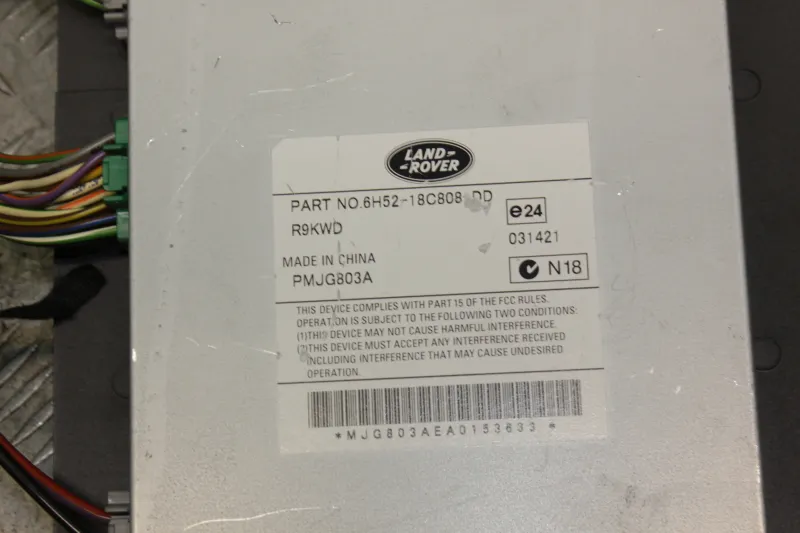 LAND-
-ROVER
PART NO.6H52-18C808-DD
e24
R9KWD
031421
MADE IN CHINA
PMJG803A
N18
THIS DEVICE COMPLIES WITH PART 15 OF THE FCC RULES.
OPERATION IS SUBJECT TO THE FOLLOWING TWO CONDITIONS:
(1)THIS DEVICE MAY NOT CAUSE HARMFUL INTERFERENCE.
(2)THIS DEVICE MUST ACCEPT ANY INTERFERENCE RECEIVED
INCLUDING INTERFERENCE THAT MAY CAUSE UNDESIRED
OPERATION.
*MJG803AEA0153633*